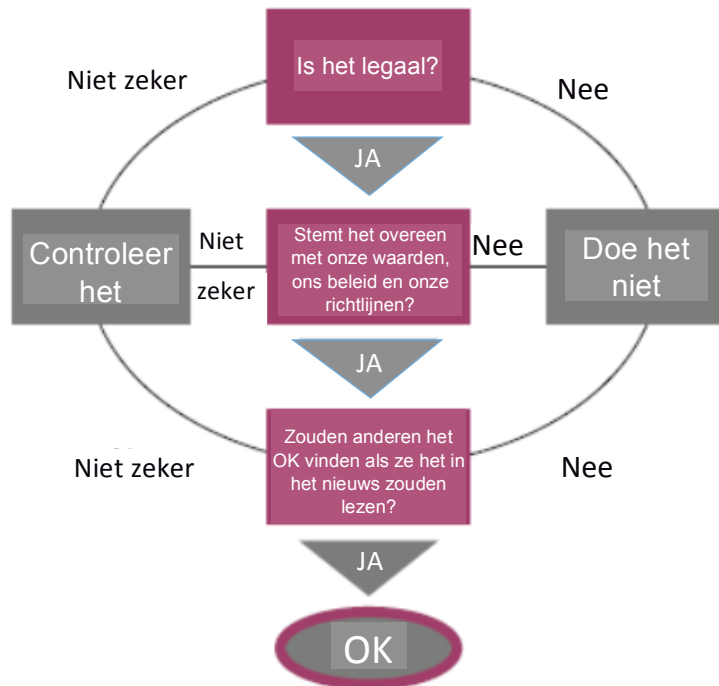 Is het legaal?
Niet zeker
Nee
JA
Controleer
het
Niet
zeker
Stemt het overeen
met onze waarden,
ons beleid en onze
richtlijnen?
Nee
Doe het
niet
JA
Zouden anderen het
OK vinden als ze het in
het nieuws zouden
lezen?
Niet zeker
Nee
JA
OK